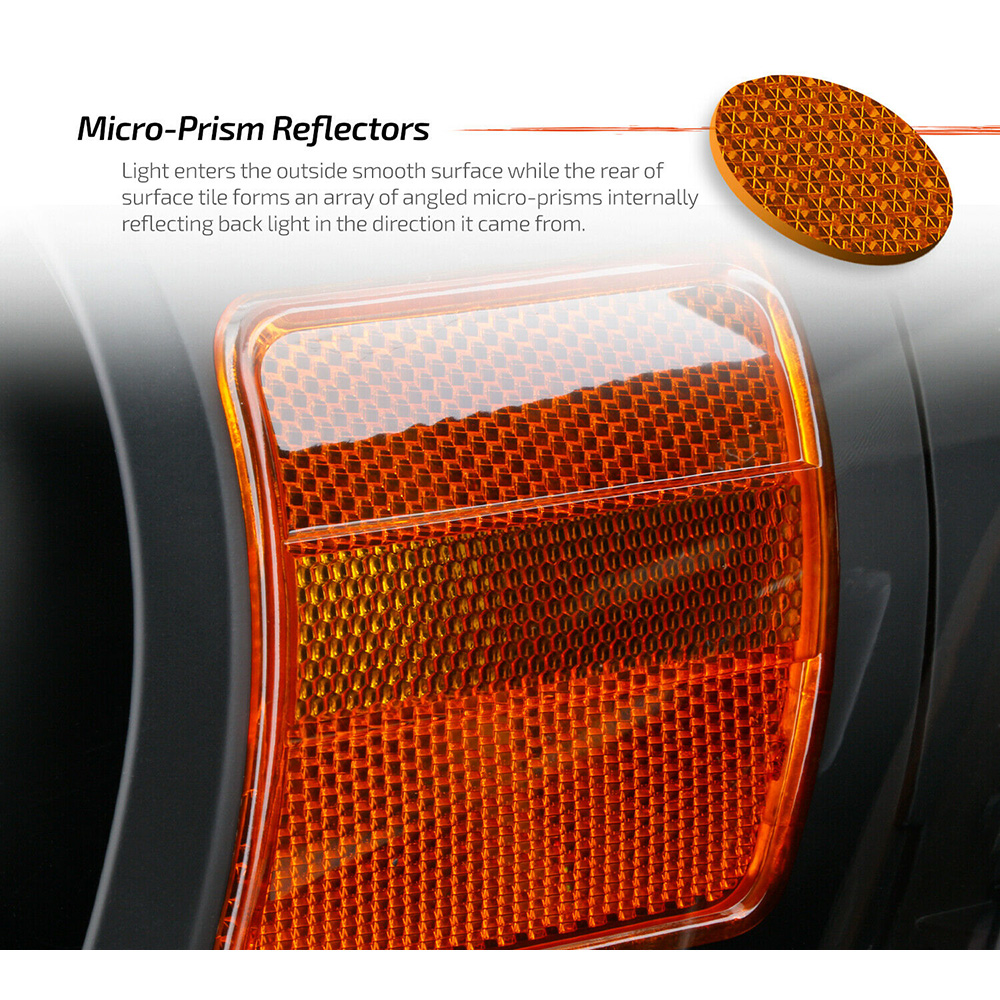 Micro-Prism Reflectors
Light enters the outside smooth surface while the rear of
surface tile forms an array of angled micro-prisms internally
reflecting back light in the direction it came from.